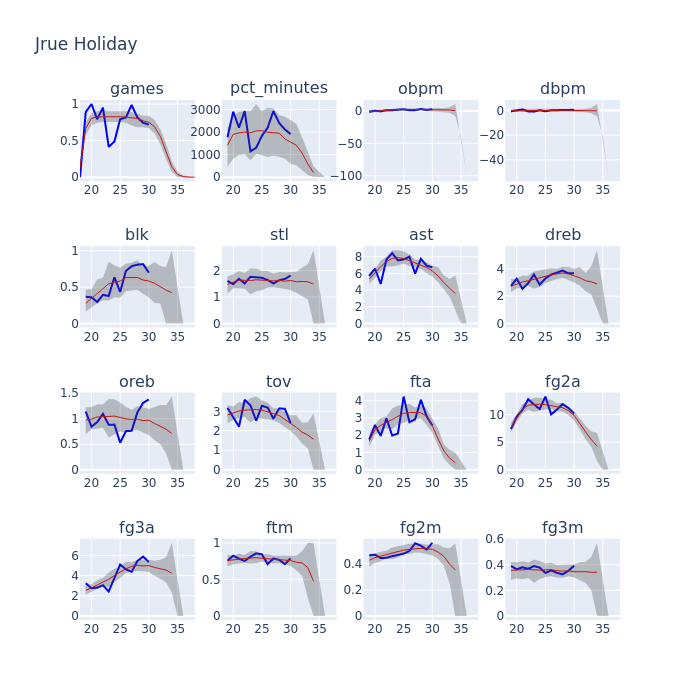 Jrue Holiday
games pct_minutes obpm dbpm
1 0.5 0 20 25 30 35
3000 2000 1000 0 20 25 30 35
0 −50 −100 20 25 30 35
0 −20 −40 20 25 30 35
blk stl ast dreb
1 0.5 0 20 25 30 35
2 1 0 20 25 30 35
8 6 4 2 0 20 25 30 35
4 2 0 20 25 30 35
oreb tov fta fg2a
1.5 1 0.5 0 20 25 30 35
3 2 1 0 20 25 30 35
4 3 2 1 0 20 25 30 35
10 5 0 20 25 30 35
fg3a ftm fg2m fg3m
6 4 2 0 20 25 30 35
1 0.5 0 20 25 30 35
0.4 0.2 0 20 25 30 35
0.6 0.4 0.2 0 20 25 30 35